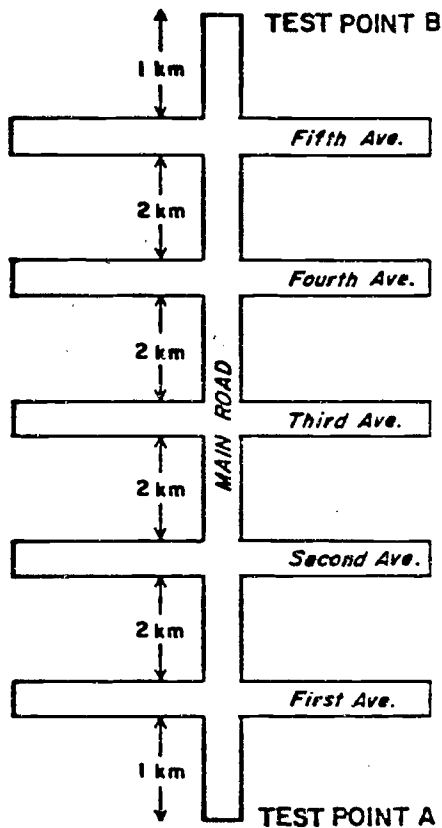 TEST POINT B
1 km
Fifth Ave.
2 km
Fourth Ave.
2 km
MAIN ROAD
Third Ave.
2 km
Second Ave.
2 km
First Ave.
1 km
TEST POINT A